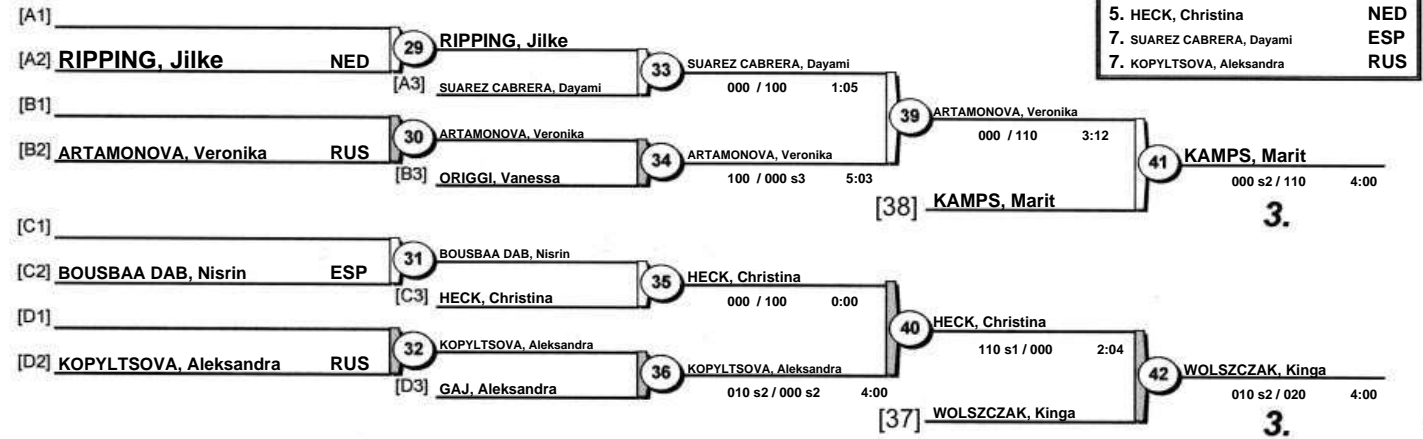 5. HECK, Christina NED
7. SUAREZ CABRERA, Dayami ESP
7. KOPYLTSOVA, Aleksandra RUS
[A1]
[A2] RIPPING, Jilke NED
29
RIPPING, Jilke
[A3] SUAREZ CABRERA, Dayami
33
SUAREZ CABRERA, Dayami
000 / 100 1:05
[B1]
[B2] ARTAMONOVA, Veronika RUS
30
ARTAMONOVA, Veronika
[B3] ORIGGI, Vanessa
34
ARTAMONOVA, Veronika
100 / 000 s3 5:03
39
ARTAMONOVA, Veronika
000 / 110 3:12
[38] KAMPS, Marit
41
KAMPS, Marit
000 s2 / 110 4:00
3.
[C1]
[C2] BOUSBAA DAB, Nisrin ESP
31
BOUSBAA DAB, Nisrin
[C3] HECK, Christina
35
HECK, Christina
000 / 100 0:00
[D1]
[D2] KOPYLTSOVA, Aleksandra RUS
32
KOPYLTSOVA, Aleksandra
[D3] GAJ, Aleksandra
36
KOPYLTSOVA, Aleksandra
010 s2 / 000 s2 4:00
40
HECK, Christina
110 s1 / 000 2:04
[37] WOLSZCZAK, Kinga
42
WOLSZCZAK, Kinga
010 s2 / 020 4:00
3.